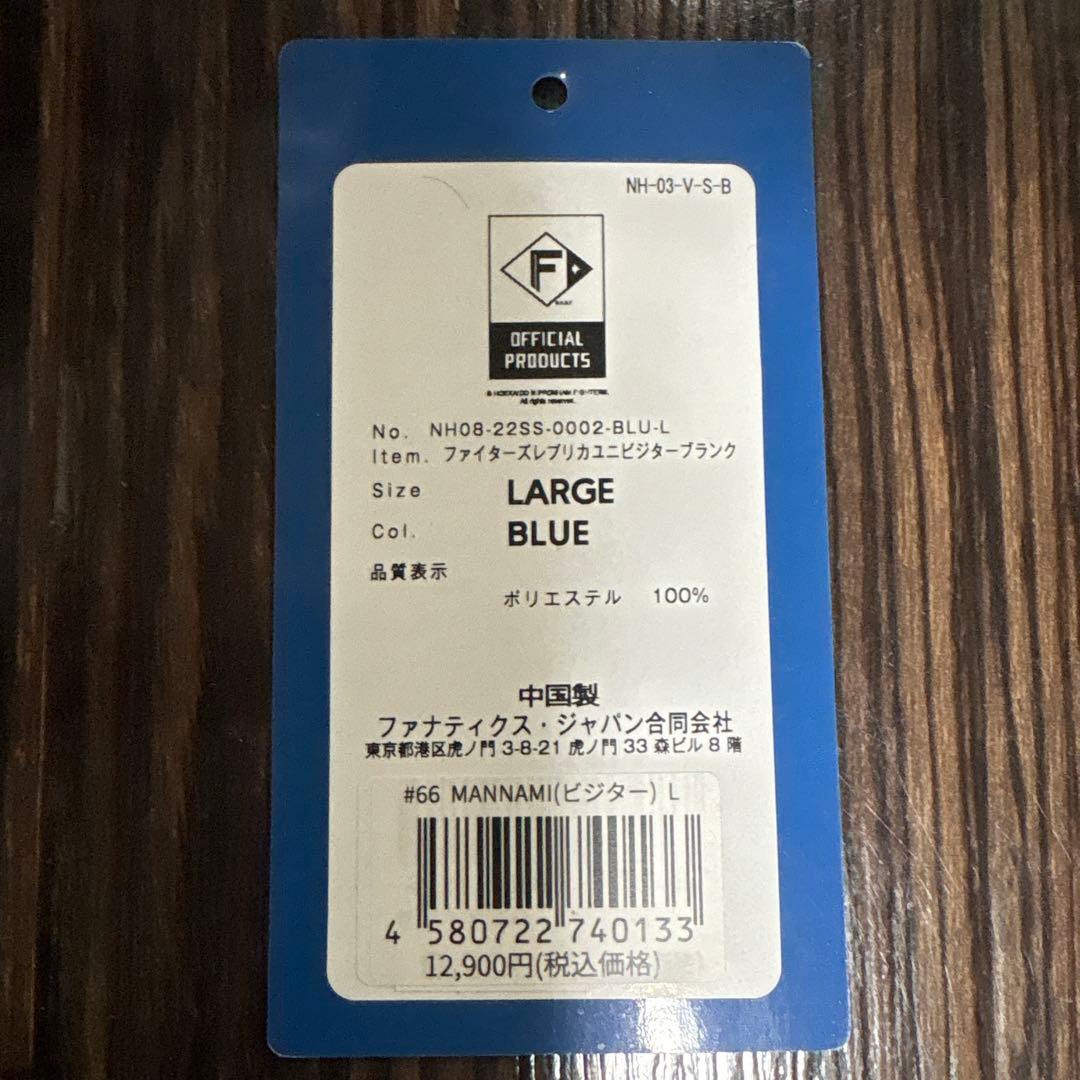 NH-03-V-S-B
F
OFFICIAL
PRODUCTS
All rights reserved.
No. NH08-22SS-0002-BLU-L
Item. ファイターズレプリカユニビジターブランク
Size LARGE
Col. BLUE
品質表示
ポリエステル 100%
中国製
ファナティクス・ジャパン合同会社
東京都港区虎ノ門 3-8-21 虎ノ門 33 森ビル 8 階
#66 MANNAMI(ビジター) L
4 580722 740133
12,900円(税込価格)